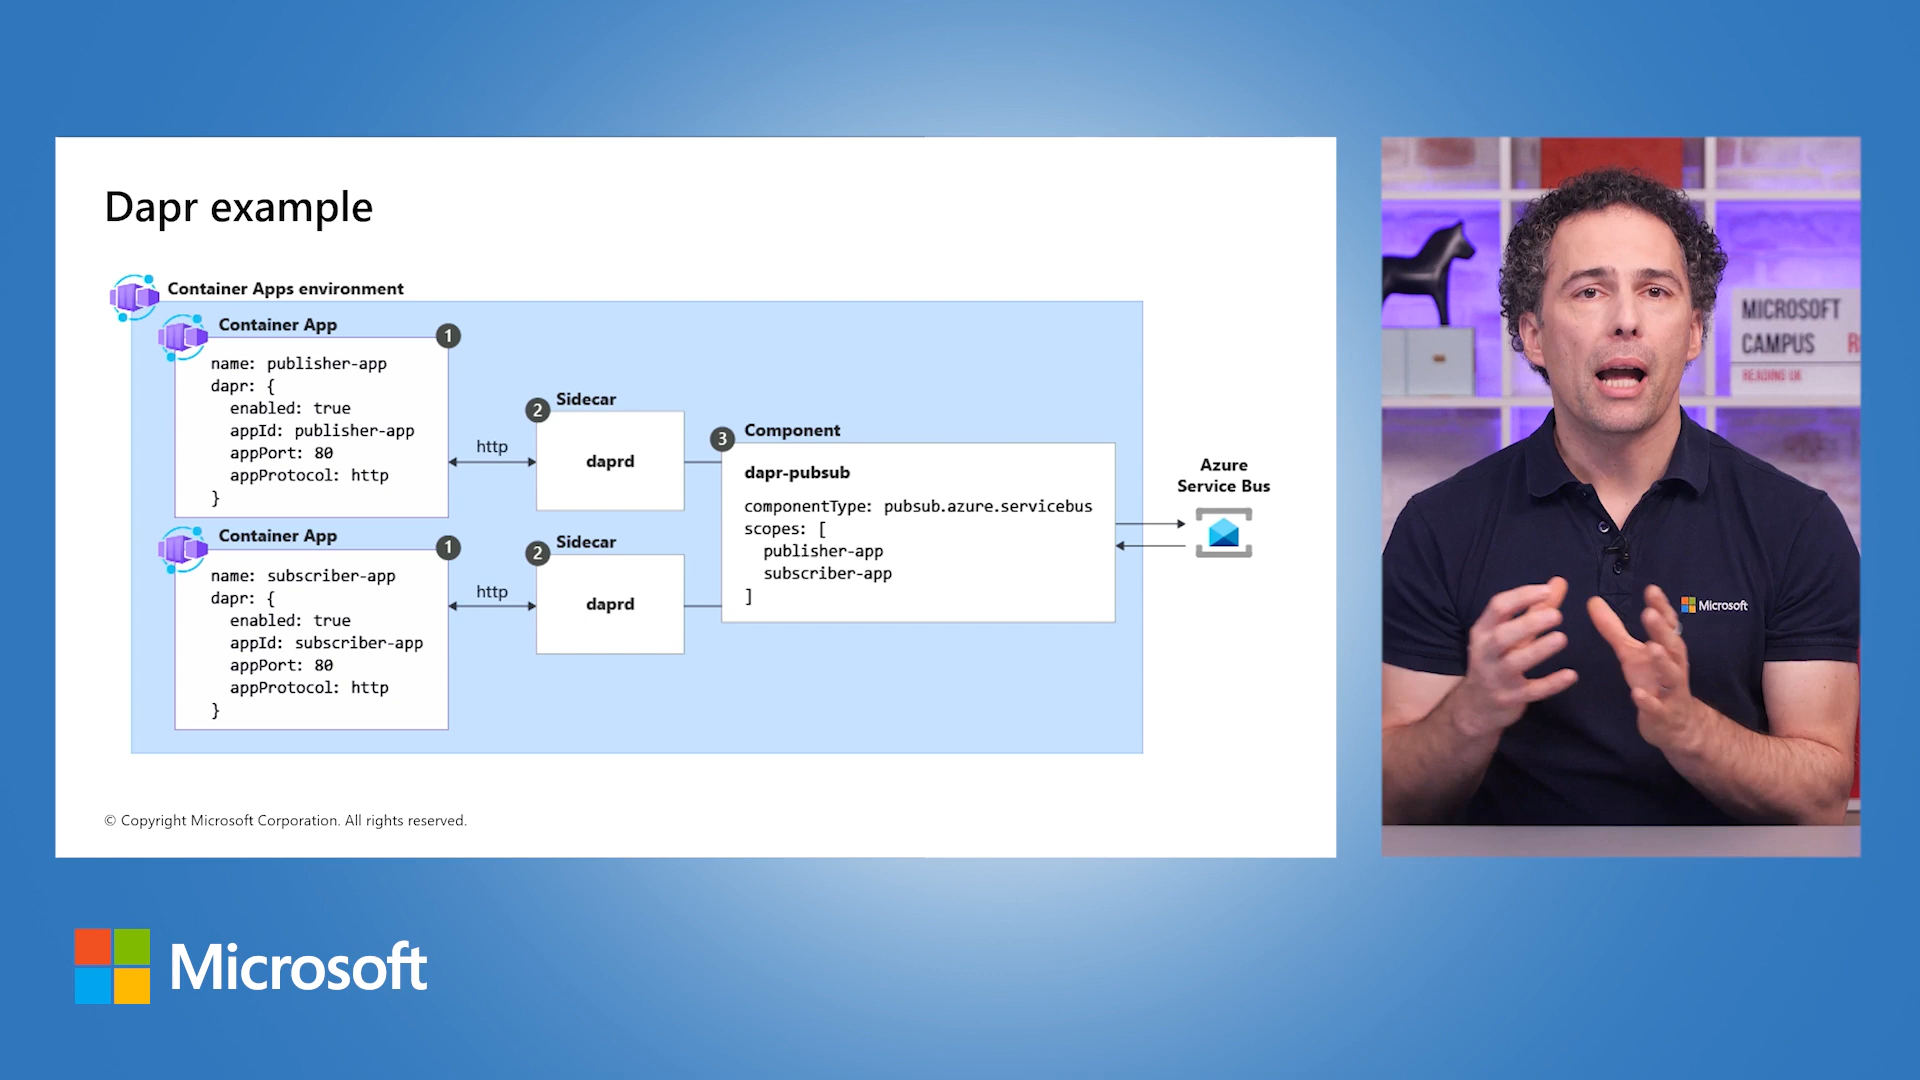 Dapr example
Container Apps environment
Container App
1
name: publisher-app
dapr: {
enabled: true
appId: publisher-app
appPort: 80
appProtocol: http
}
http
2
Sidecar
daprd
Container App
1
name: subscriber-app
dapr: {
enabled: true
appId: subscriber-app
appPort: 80
appProtocol: http
}
http
2
Sidecar
daprd
3
Component
dapr-pubsub
componentType: pubsub.azure.servicebus
scopes: [
publisher-app
subscriber-app
]
Azure
Service Bus
© Copyright Microsoft Corporation. All rights reserved.
MICROSOFT
CAMPUS R
READING UK
Microsoft
Microsoft